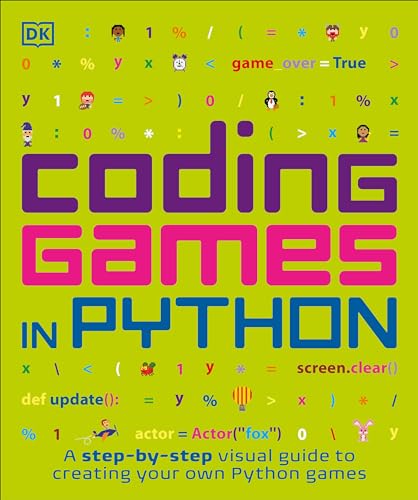 DK : 1 % / ( = * y 0
0 * % y x < game_over = True >
y 1 = > ) 0 / : 1 % x
: 0 % * : ( > x =
CODING
GAMES
IN PYTHON
x \ < ( 1 y * = screen.clear()
def update(): = y % > x ) * /
% 1 actor = Actor("fox") 0 \ y
A step-by-step visual guide to
creating your own Python games